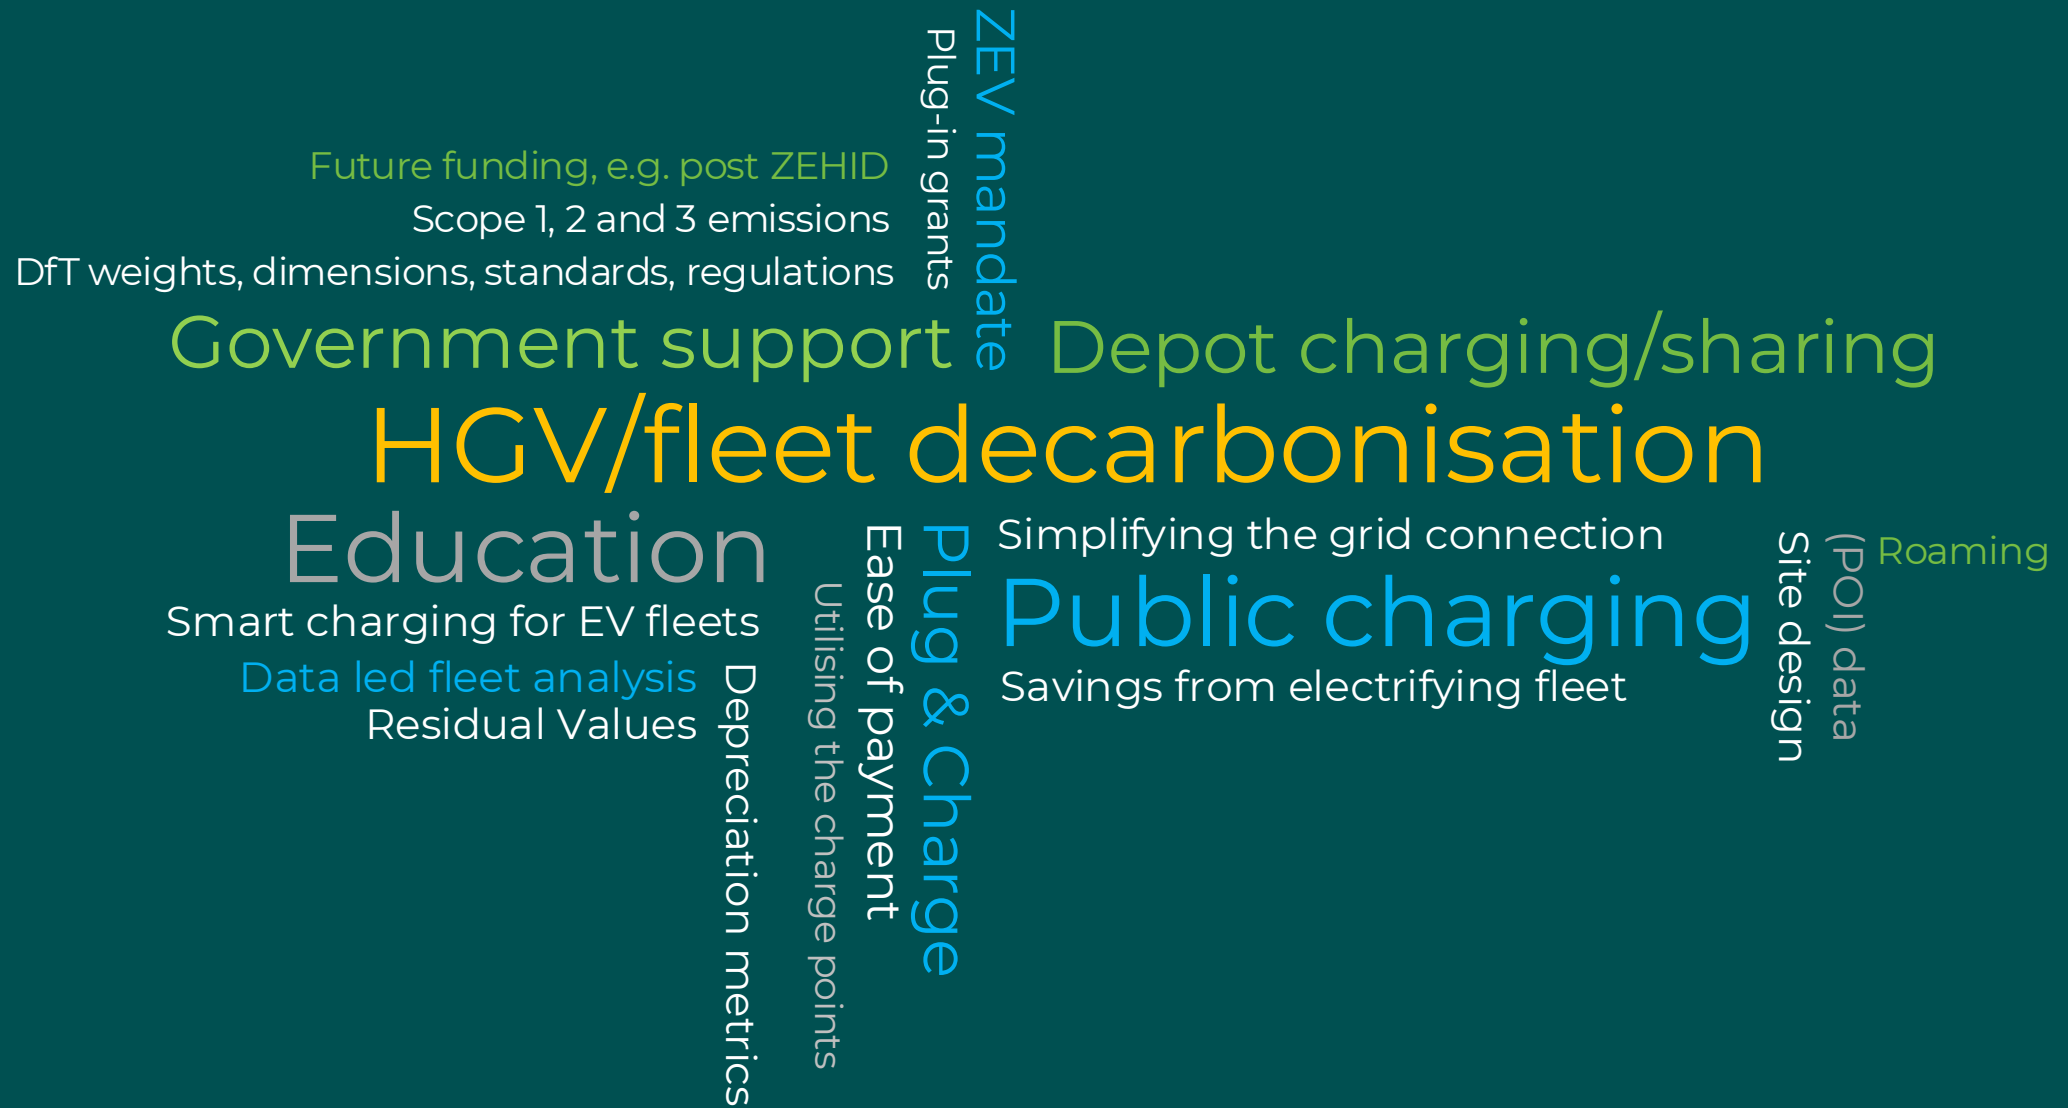 ZEV mandate
Plug-in grants
Future funding, e.g. post ZEHID
Scope 1, 2 and 3 emissions
DfT weights, dimensions, standards, regulations
Government support
Depot charging/sharing
HGV/fleet decarbonisation
Education
Smart charging for EV fleets
Data led fleet analysis
Residual Values
Depreciation metrics
Utilising the charge points
Ease of payment
Plug & Charge
Simplifying the grid connection
Public charging
Savings from electrifying fleet
Site design
(POI) data
Roaming